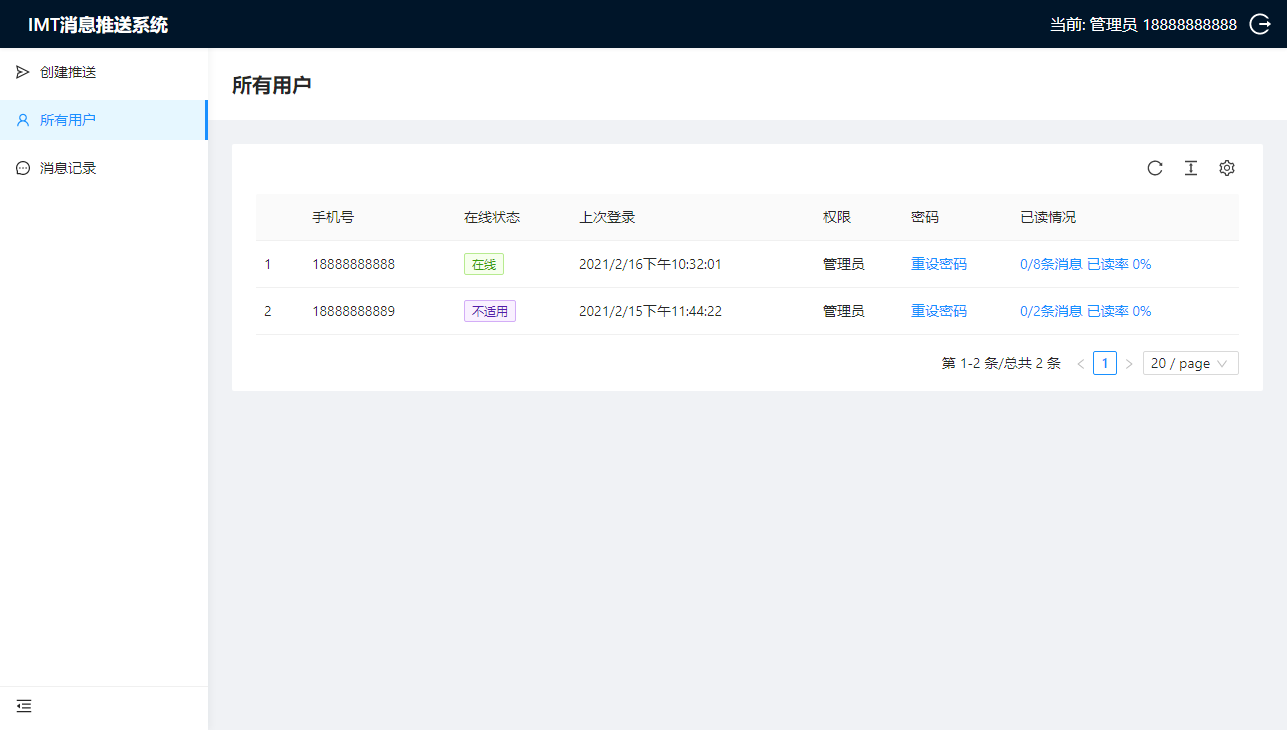 IMT消息推送系统
当前: 管理员 18888888888
创建推送
所有用户
消息记录
所有用户
手机号 在线状态 上次登录 权限 密码 已读情况
1 18888888888 在线 2021/2/16下午10:32:01 管理员 重设密码 0/8条消息 已读率 0%
2 18888888889 不适用 2021/2/15下午11:44:22 管理员 重设密码 0/2条消息 已读率 0%
第 1-2 条/总共 2 条 < 1 > 20 / page